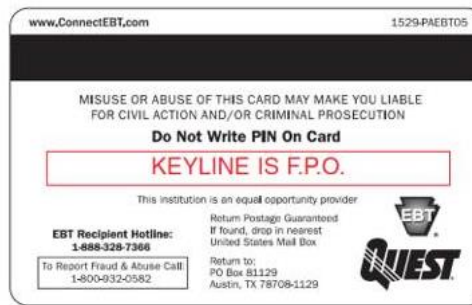 www.ConnectEBT.com
1529-PAEBT05
MISUSE OR ABUSE OF THIS CARD MAY MAKE YOU LIABLE
FOR CIVIL ACTION AND/OR CRIMINAL PROSECUTION
Do Not Write PIN On Card
KEYLINE IS F.P.O.
This institution is an equal opportunity provider
EBT Recipient Hotline:
1-888-328-7366
To Report Fraud & Abuse Call:
1-800-932-0582
Return Postage Guaranteed
If found, drop in nearest
United States Mail Box
Return to:
PO Box 81129
Austin, TX 78708-1129
EBT
QUEST